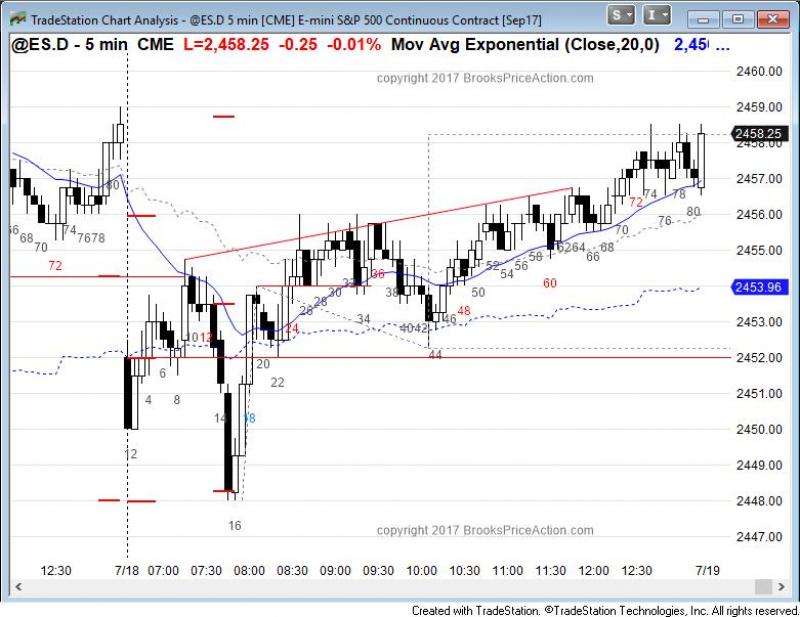 TradeStation Chart Analysis - @ES.D 5 min [CME] E-mini S&P 500 Continuous Contract [Sep17]
S I
@ES.D - 5 min CME L=2,458.25 -0.25 -0.01% Mov Avg Exponential (Close,20,0) 2,45 ...
copyright 2017 BrooksPriceAction.com
2460.00
2459.00
2458.25
2458.00
2457.00
2456.00
2455.00
2453.96
2453.00
2452.00
2451.00
2450.00
2449.00
2448.00
2447.00
68 70 72 74 76 78 80
2 4 6 8 10 12 14 16 18 20 22 24 26 28 30 32 34 36 38 40 42 44 46 48 50 52 54 56 58 60 62 64 66 68 70 72 74 76 78 80
copyright 2017 BrooksPriceAction.com
12:30 7/18 07:00 07:30 08:00 08:30 09:00 09:30 10:00 10:30 11:00 11:30 12:00 12:30 7/19
Created with TradeStation. ©TradeStation Technologies, Inc. All rights reserved.